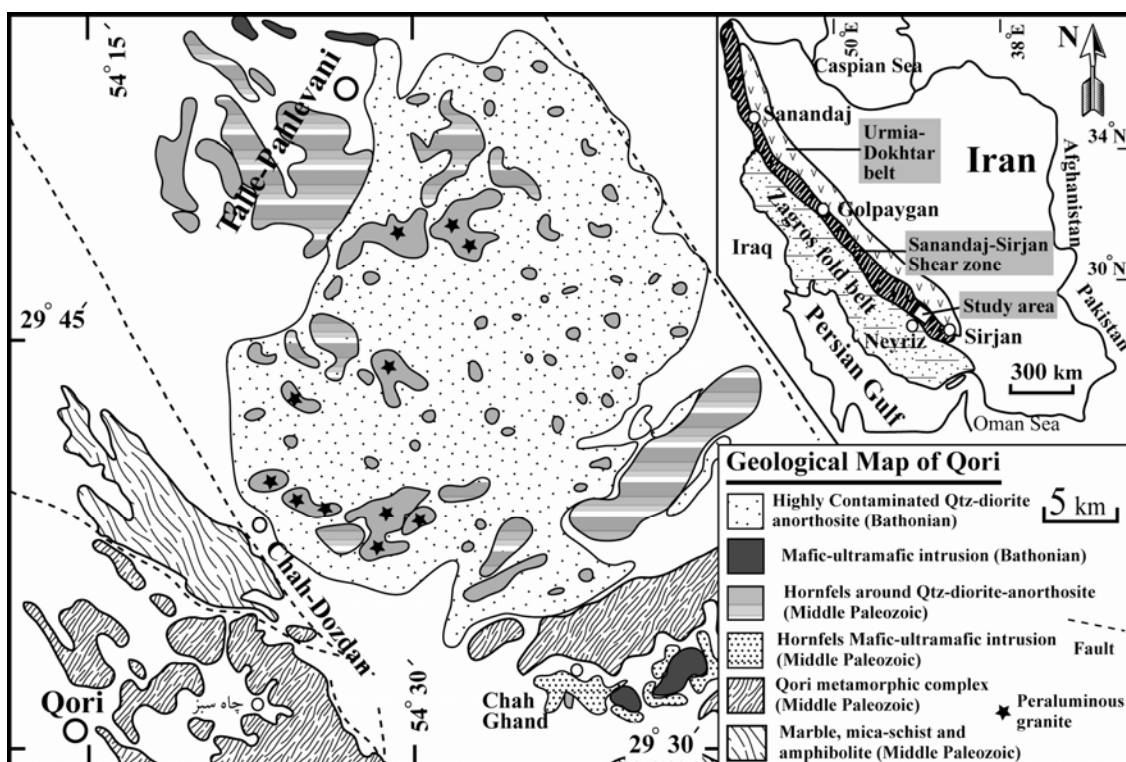 54° 15′
Talle-Pahlevani
29° 45′
Chah-Dozdan
Qori
چاه سبز
Chah
Ghand
54° 30′
29° 30′
50°E
38°E
N
Caspian Sea
Sanandaj
34°N
Urmia-
Dokhtar
belt
Iran
Afghanistan
Golpaygan
Zagros fold belt
Iraq
Sanandaj-Sirjan
Shear zone
30°N
Study area
Pakistan
Neyriz
Sirjan
Persian Gulf
300 km
Oman Sea
Geological Map of Qori
Highly Contaminated Qtz-diorite
anorthosite (Bathonian)
5 km
Mafic-ultramafic intrusion (Bathonian)
Hornfels around Qtz-diorite-anorthosite
(Middle Paleozoic)
Hornfels Mafic-ultramafic intrusion
(Middle Paleozoic)
Fault
Qori metamorphic complex
(Middle Paleozoic)
Peraluminous
granite
Marble, mica-schist and
amphibolite (Middle Paleozoic)